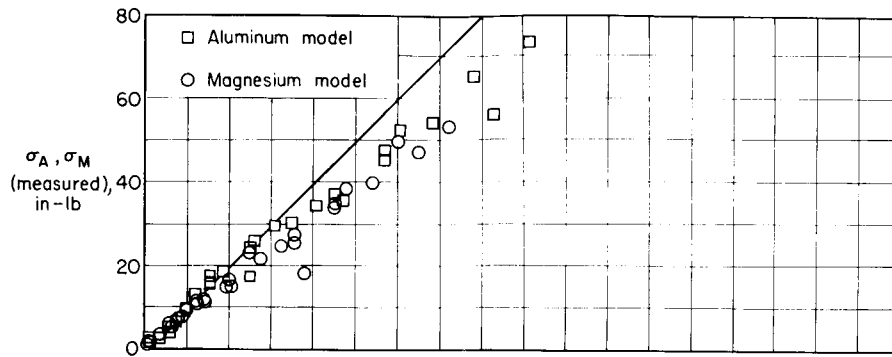 80
□ Aluminum model
○ Magnesium model
60
σA, σM
(measured),
in-lb
40
20
0